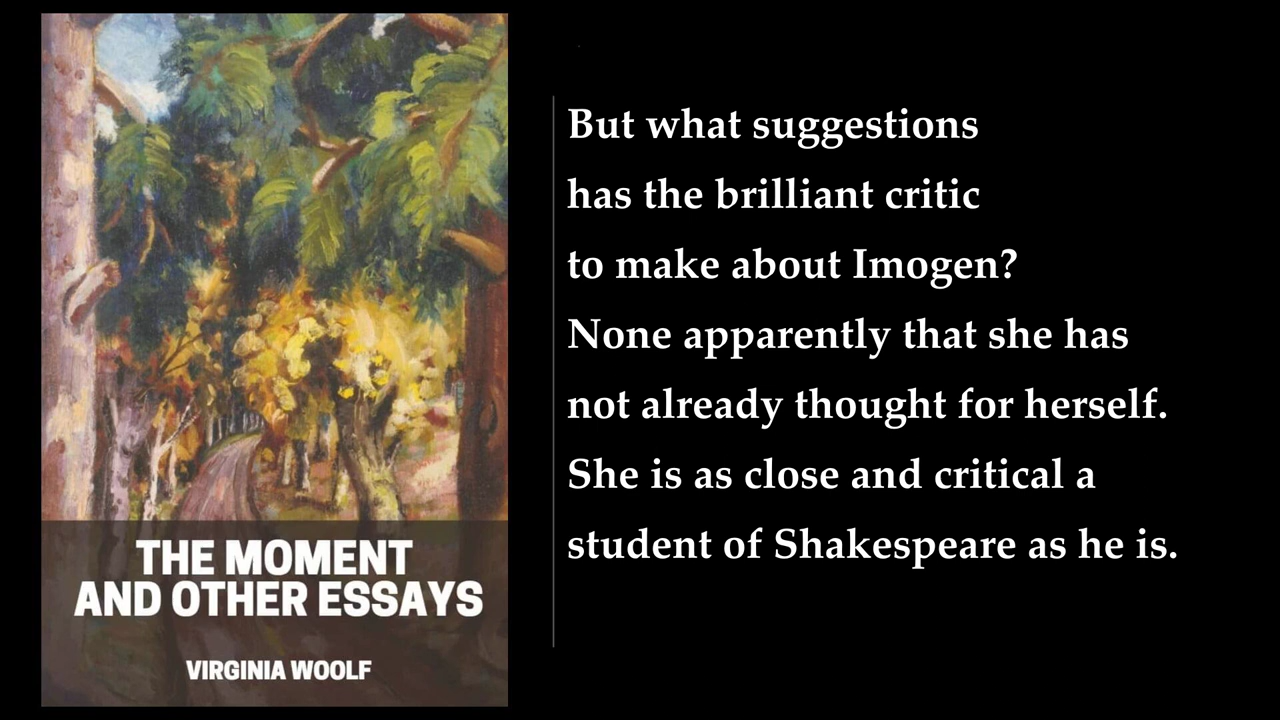 THE MOMENT
AND OTHER ESSAYS
VIRGINIA WOOLF
But what suggestions
has the brilliant critic
to make about Imogen?
None apparently that she has
not already thought for herself.
She is as close and critical a
student of Shakespeare as he is.